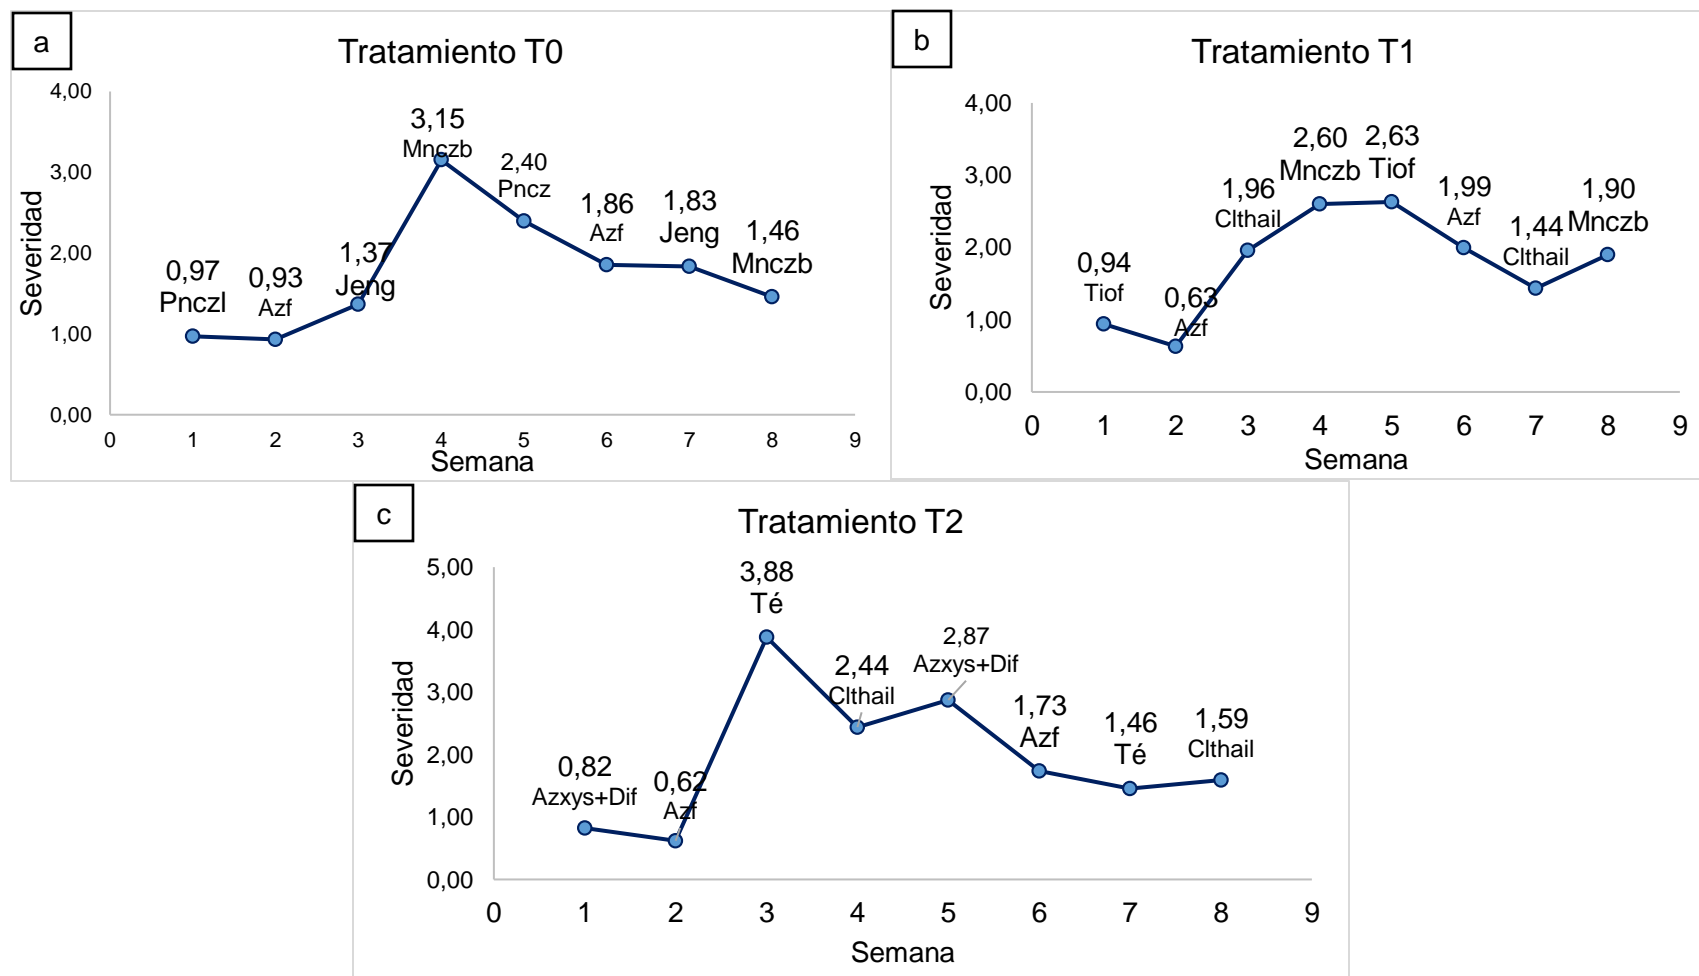 a
Tratamiento T0
Severidad
4,00
3,00
2,00
1,00
0,00
0,97
Pnczl
0,93
Azf
1,37
Jeng
3,15
Mnczb
2,40
Pncz
1,86
Azf
1,83
Jeng
1,46
Mnczb
0 1 2 3 4 5 6 7 8 9
Semana
b
Tratamiento T1
Severidad
4,00
3,00
2,00
1,00
0,00
0,94
Tiof
0,63
Azf
1,96
Clthail
2,60
Mnczb
2,63
Tiof
1,99
Azf
1,44
Clthail
1,90
Mnczb
0 1 2 3 4 5 6 7 8 9
Semana
c
Tratamiento T2
Severidad
5,00
4,00
3,00
2,00
1,00
0,00
0,82
Azxys+Dif
0,62
Azf
3,88
Té
2,44
Clthail
2,87
Azxys+Dif
1,73
Azf
1,46
Té
1,59
Clthail
0 1 2 3 4 5 6 7 8 9
Semana